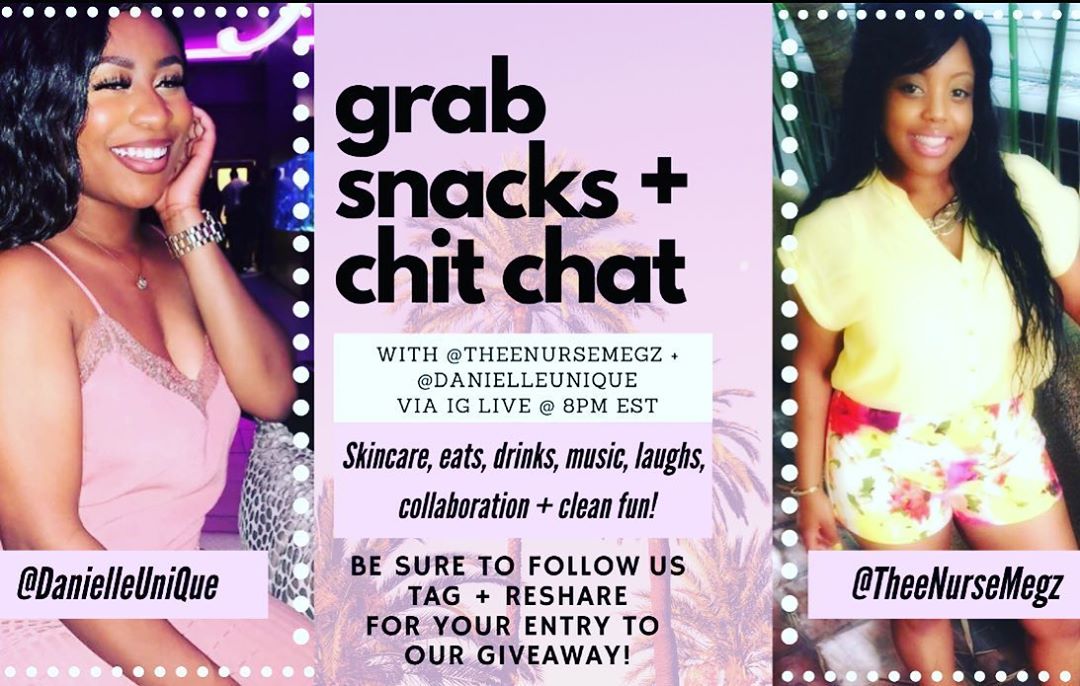 grab
snacks +
chit chat
WITH @THEENURSEMEGZ +
@DANIELLEUNIQUE
VIA IG LIVE @ 8PM EST
Skincare, eats, drinks, music, laughs,
collaboration + clean fun!
BE SURE TO FOLLOW US
TAG + RESHARE
FOR YOUR ENTRY TO
OUR GIVEAWAY!
@DanielleUniQue
@TheeNurseMegz